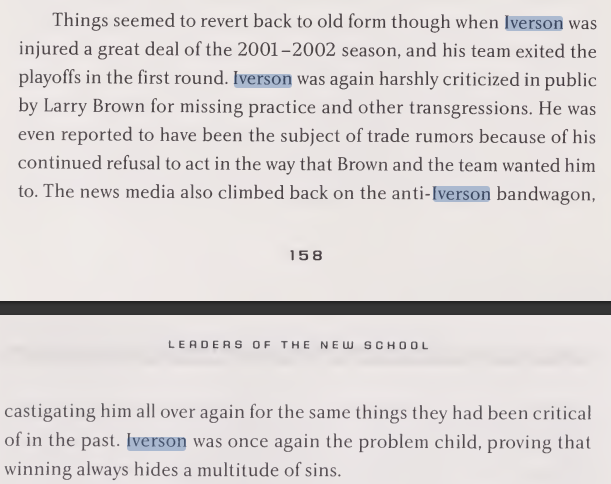 Things seemed to revert back to old form though when Iverson was
injured a great deal of the 2001–2002 season, and his team exited the
playoffs in the first round. Iverson was again harshly criticized in public
by Larry Brown for missing practice and other transgressions. He was
even reported to have been the subject of trade rumors because of his
continued refusal to act in the way that Brown and the team wanted him
to. The news media also climbed back on the anti-Iverson bandwagon,
158
LEADERS OF THE NEW SCHOOL
castigating him all over again for the same things they had been critical
of in the past. Iverson was once again the problem child, proving that
winning always hides a multitude of sins.